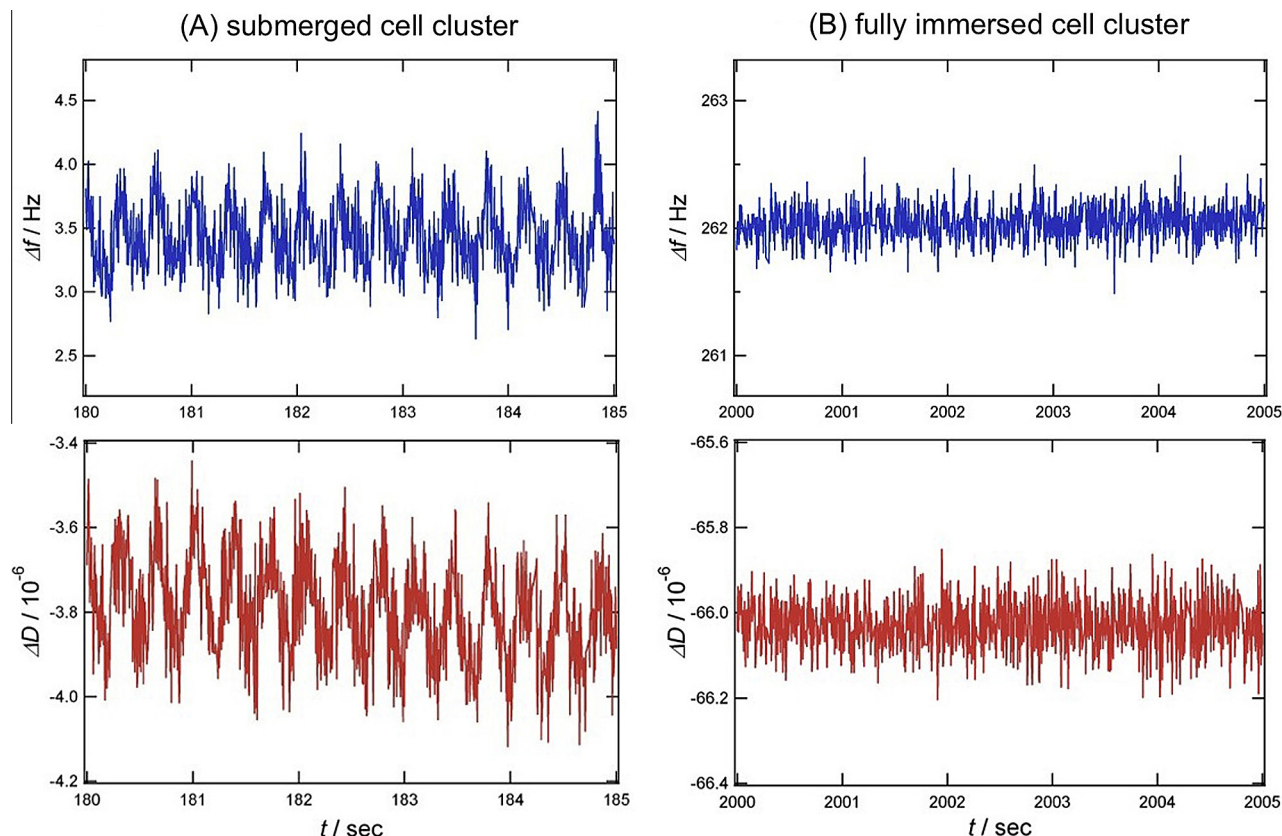 (A) submerged cell cluster
(B) fully immersed cell cluster
4.5
4.0
3.5
3.0
2.5
Δf / Hz
180 181 182 183 184 185
263
262
261
Δf / Hz
2000 2001 2002 2003 2004 2005
-3.4
-3.6
-3.8
-4.0
-4.2
ΔD / 10⁻⁶
180 181 182 183 184 185
t / sec
-65.6
-65.8
-66.0
-66.2
-66.4
ΔD / 10⁻⁶
2000 2001 2002 2003 2004 2005
t / sec